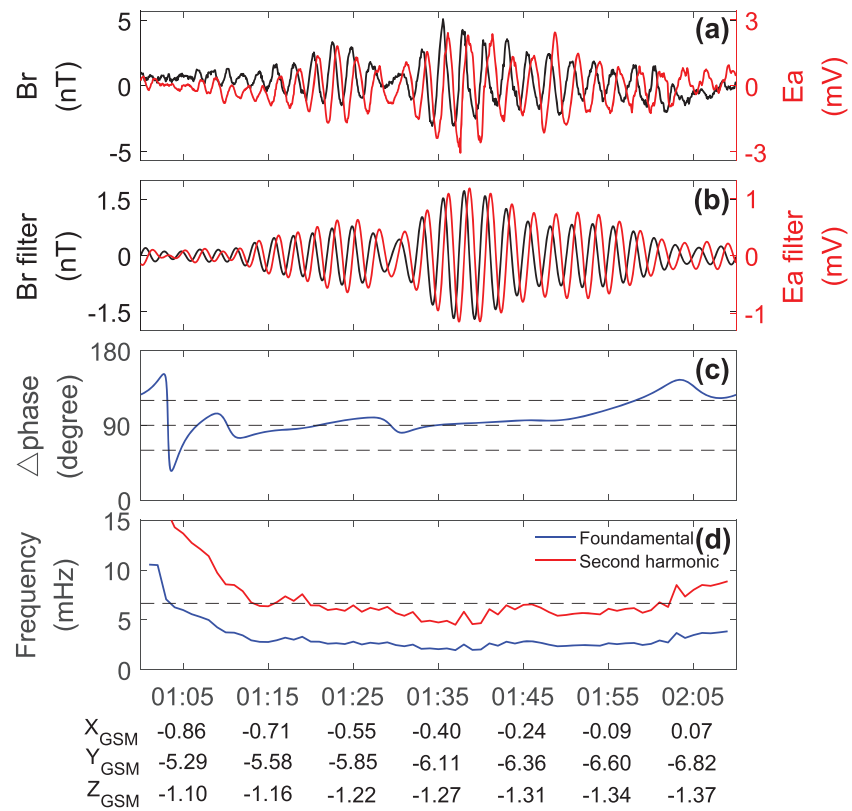 5 (a) 3
Br (nT) 0 0 Ea (mV)
-5 -3
(b)
1.5 1
Br filter (nT) 0 0 Ea filter (mV)
-1.5 -1
180 (c)
△phase (degree) 90
0
15 (d)
Foundamental
Second harmonic
10
Frequency (mHz)
5
0
01:05 01:15 01:25 01:35 01:45 01:55 02:05
X_GSM -0.86 -0.71 -0.55 -0.40 -0.24 -0.09 0.07
Y_GSM -5.29 -5.58 -5.85 -6.11 -6.36 -6.60 -6.82
Z_GSM -1.10 -1.16 -1.22 -1.27 -1.31 -1.34 -1.37